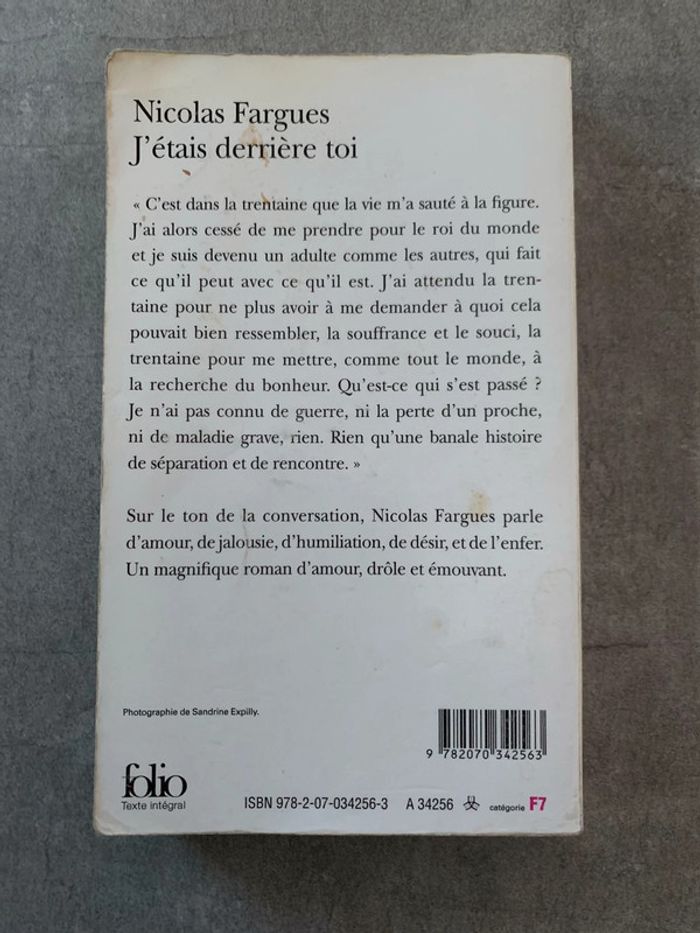 Nicolas Fargues
J'étais derrière toi
« C'est dans la trentaine que la vie m'a sauté à la figure.
J'ai alors cessé de me prendre pour le roi du monde
et je suis devenu un adulte comme les autres, qui fait
ce qu'il peut avec ce qu'il est. J'ai attendu la tren-
taine pour ne plus avoir à me demander à quoi cela
pouvait bien ressembler, la souffrance et le souci, la
trentaine pour me mettre, comme tout le monde, à
la recherche du bonheur. Qu'est-ce qui s'est passé ?
Je n'ai pas connu de guerre, ni la perte d'un proche,
ni de maladie grave, rien. Rien qu'une banale histoire
de séparation et de rencontre. »
Sur le ton de la conversation, Nicolas Fargues parle
d'amour, de jalousie, d'humiliation, de désir, et de l'enfer.
Un magnifique roman d'amour, drôle et émouvant.
Photographie de Sandrine Expilly.
9 782070 342563
folio
Texte intégral
ISBN 978-2-07-034256-3 A 34256 catégorie F7